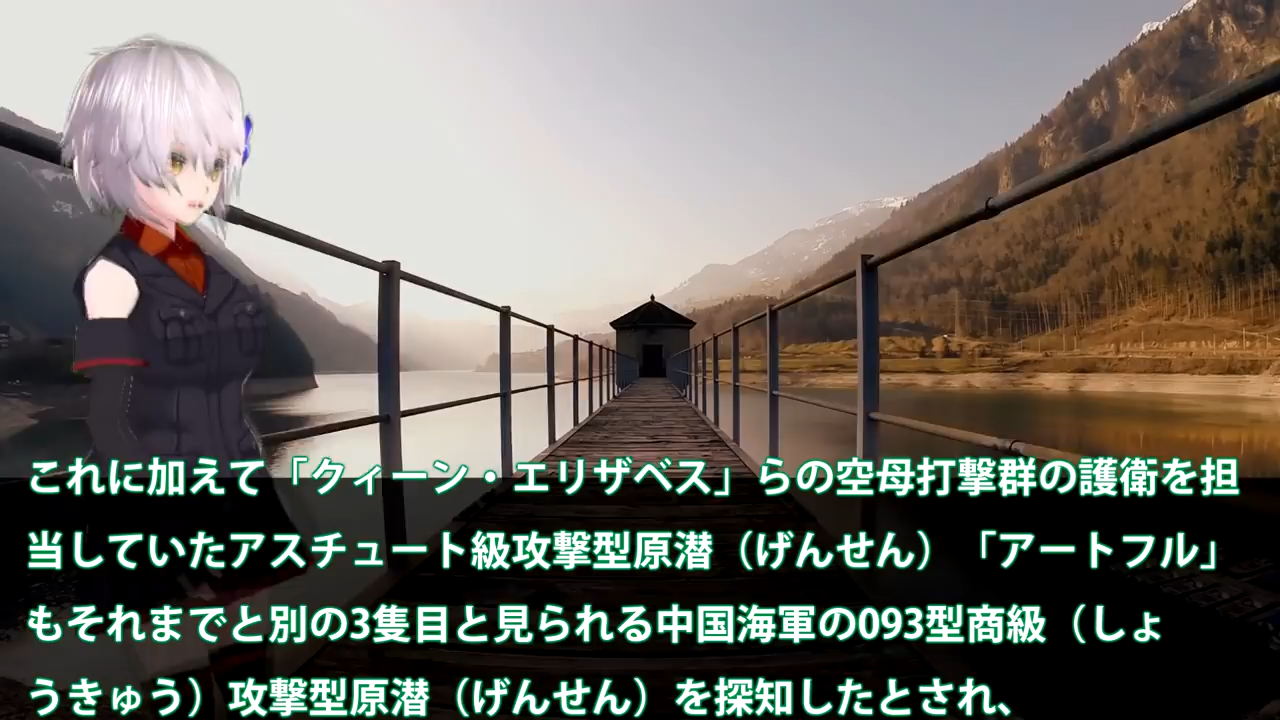 これに加えて「クィーン・エリザベス」らの空母打撃群の護衛を担
当していたアスチュート級攻撃型原潜（げんせん）「アートフル」
もそれまでと別の3隻目と見られる中国海軍の093型商級（しょ
うきゅう）攻撃型原潜（げんせん）を探知したとされ、